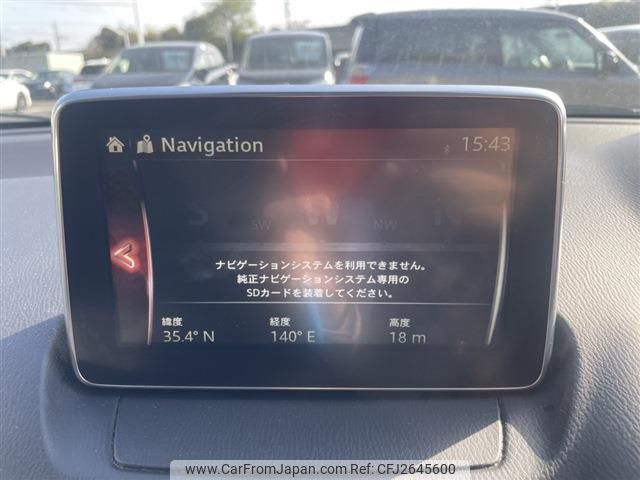 Navigation 15:43
S SW W NW N
ナビゲーションシステムを利用できません。
純正ナビゲーションシステム専用の
SDカードを装着してください。
緯度 経度 高度
35.4° N 140° E 18 m
www.CarFromJapan.com ref:CFJ2645600